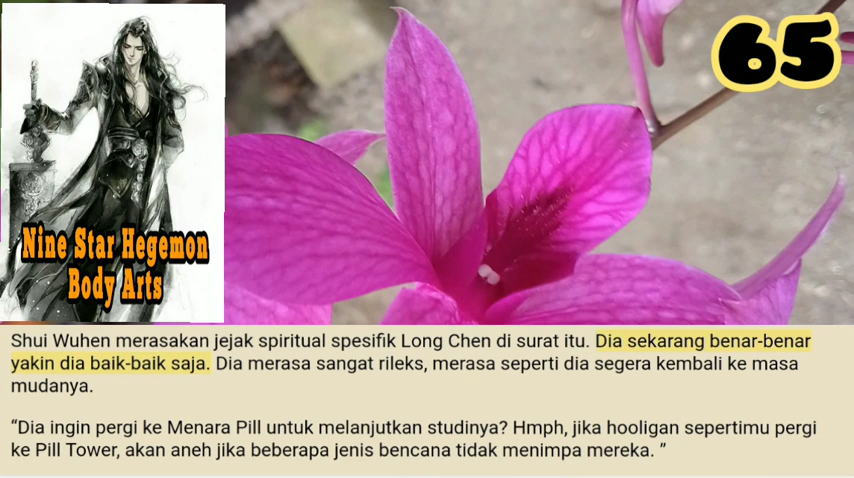 65
Nine Star Hegemon
Body Arts
Shui Wuhen merasakan jejak spiritual spesifik Long Chen di surat itu. Dia sekarang benar-benar
yakin dia baik-baik saja. Dia merasa sangat rileks, merasa seperti dia segera kembali ke masa
mudanya.
“Dia ingin pergi ke Menara Pill untuk melanjutkan studinya? Hmph, jika hooligan sepertimu pergi
ke Pill Tower, akan aneh jika beberapa jenis bencana tidak menimpa mereka. ”